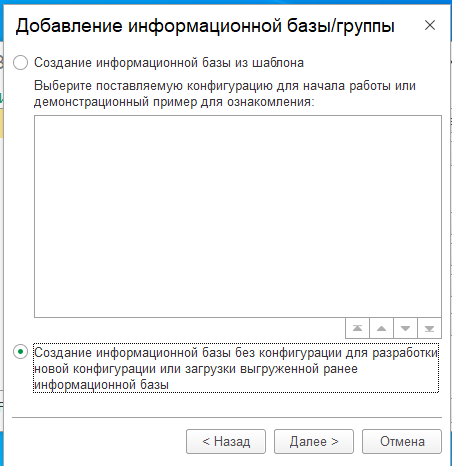 Добавление информационной базы/группы
Создание информационной базы из шаблона
Выберите поставляемую конфигурацию для начала работы или
демонстрационный пример для ознакомления:
Создание информационной базы без конфигурации для разработки
новой конфигурации или загрузки выгруженной ранее
информационной базы
< Назад
Далее >
Отмена